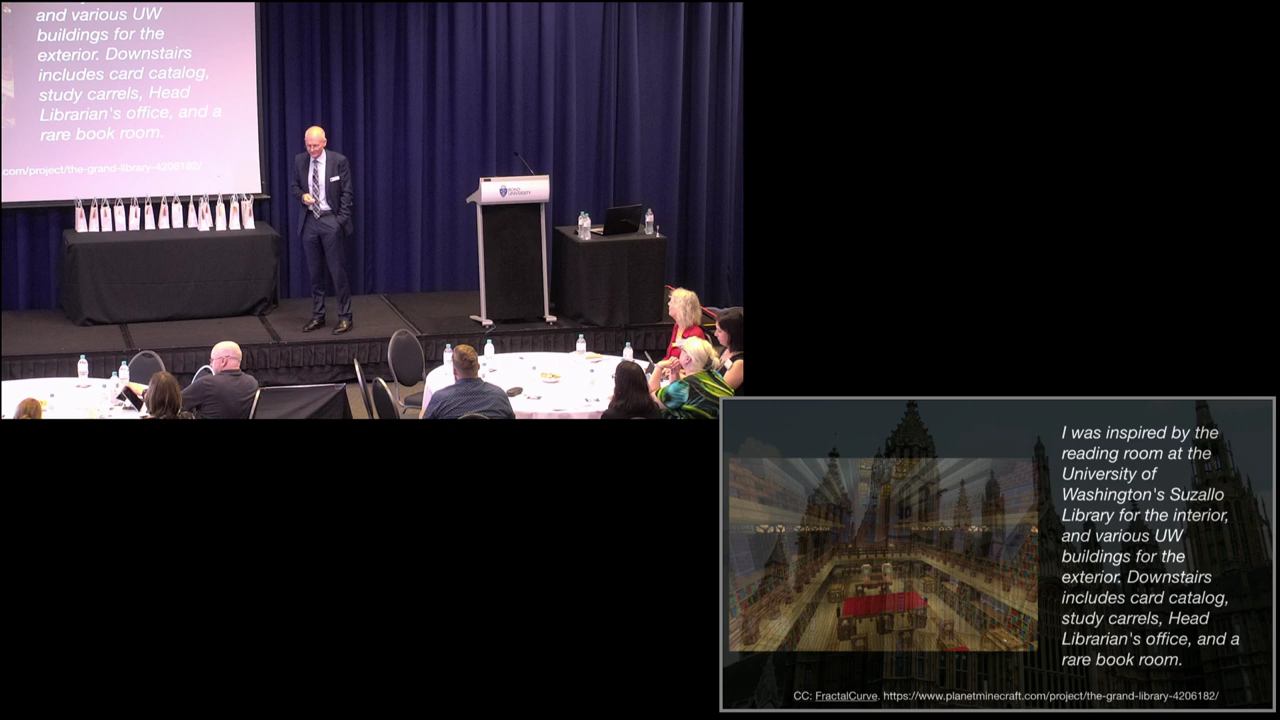 and various UW
buildings for the
exterior. Downstairs
includes card catalog,
study carrels, Head
Librarian's office, and a
rare book room.
.com/project/the-grand-library-4206182/
BOND
UNIVERSITY
I was inspired by the
reading room at the
University of
Washington's Suzallo
Library for the interior,
and various UW
buildings for the
exterior. Downstairs
includes card catalog,
study carrels, Head
Librarian's office, and a
rare book room.
CC: FractalCurve. https://www.planetminecraft.com/project/the-grand-library-4206182/